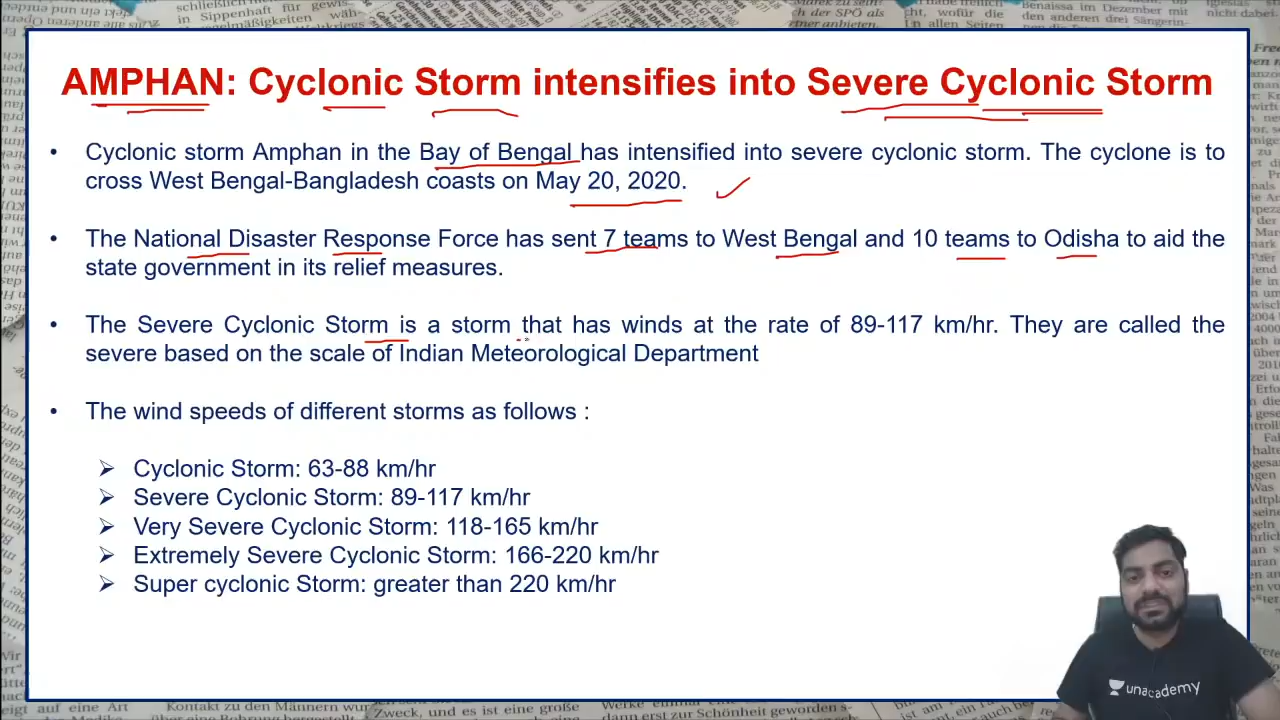 AMPHAN: Cyclonic Storm intensifies into Severe Cyclonic Storm
• Cyclonic storm Amphan in the Bay of Bengal has intensified into severe cyclonic storm. The cyclone is to
cross West Bengal-Bangladesh coasts on May 20, 2020.
• The National Disaster Response Force has sent 7 teams to West Bengal and 10 teams to Odisha to aid the
state government in its relief measures.
• The Severe Cyclonic Storm is a storm that has winds at the rate of 89-117 km/hr. They are called the
severe based on the scale of Indian Meteorological Department
• The wind speeds of different storms as follows :
➢ Cyclonic Storm: 63-88 km/hr
➢ Severe Cyclonic Storm: 89-117 km/hr
➢ Very Severe Cyclonic Storm: 118-165 km/hr
➢ Extremely Severe Cyclonic Storm: 166-220 km/hr
➢ Super cyclonic Storm: greater than 220 km/hr
unacademy